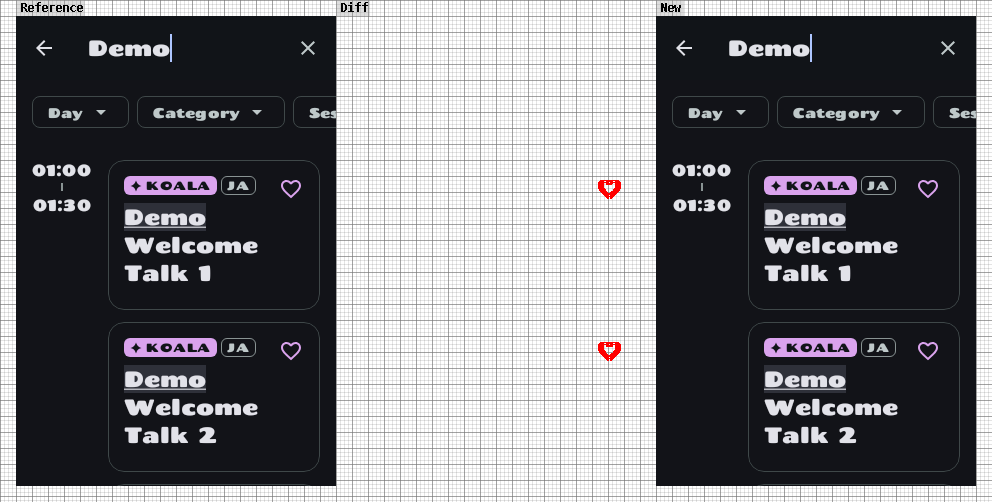 Reference
Diff
New
Demo
Day
Category
Ses
01:00
01:30
KOALA
JA
Demo
Welcome
Talk 1
KOALA
JA
Demo
Welcome
Talk 2
Demo
Day
Category
Ses
01:00
01:30
KOALA
JA
Demo
Welcome
Talk 1
KOALA
JA
Demo
Welcome
Talk 2